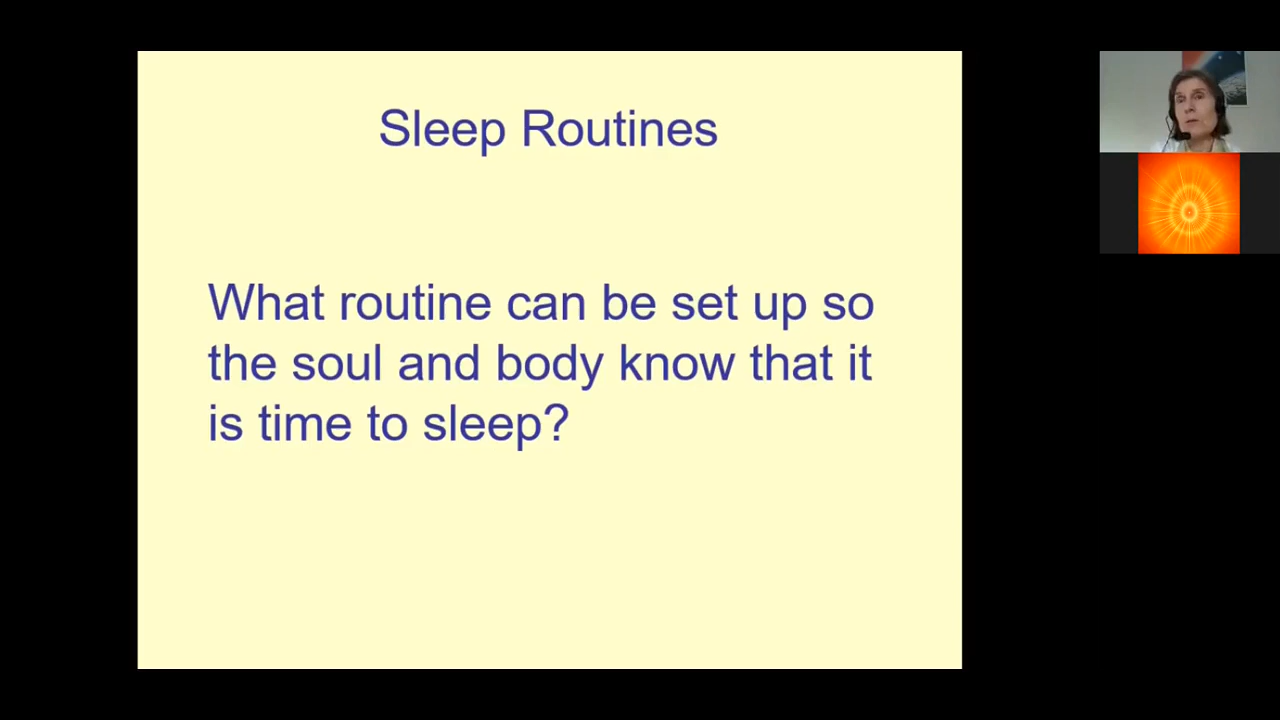 Sleep Routines
What routine can be set up so
the soul and body know that it
is time to sleep?